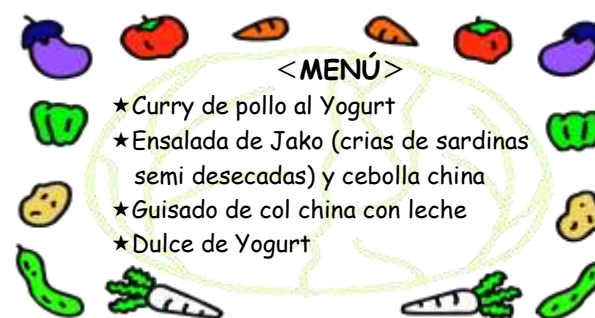 <MENÚ>
★Curry de pollo al Yogurt
★Ensalada de Jako (crias de sardinas
semi desecadas) y cebolla china
★Guisado de col china con leche
★Dulce de Yogurt